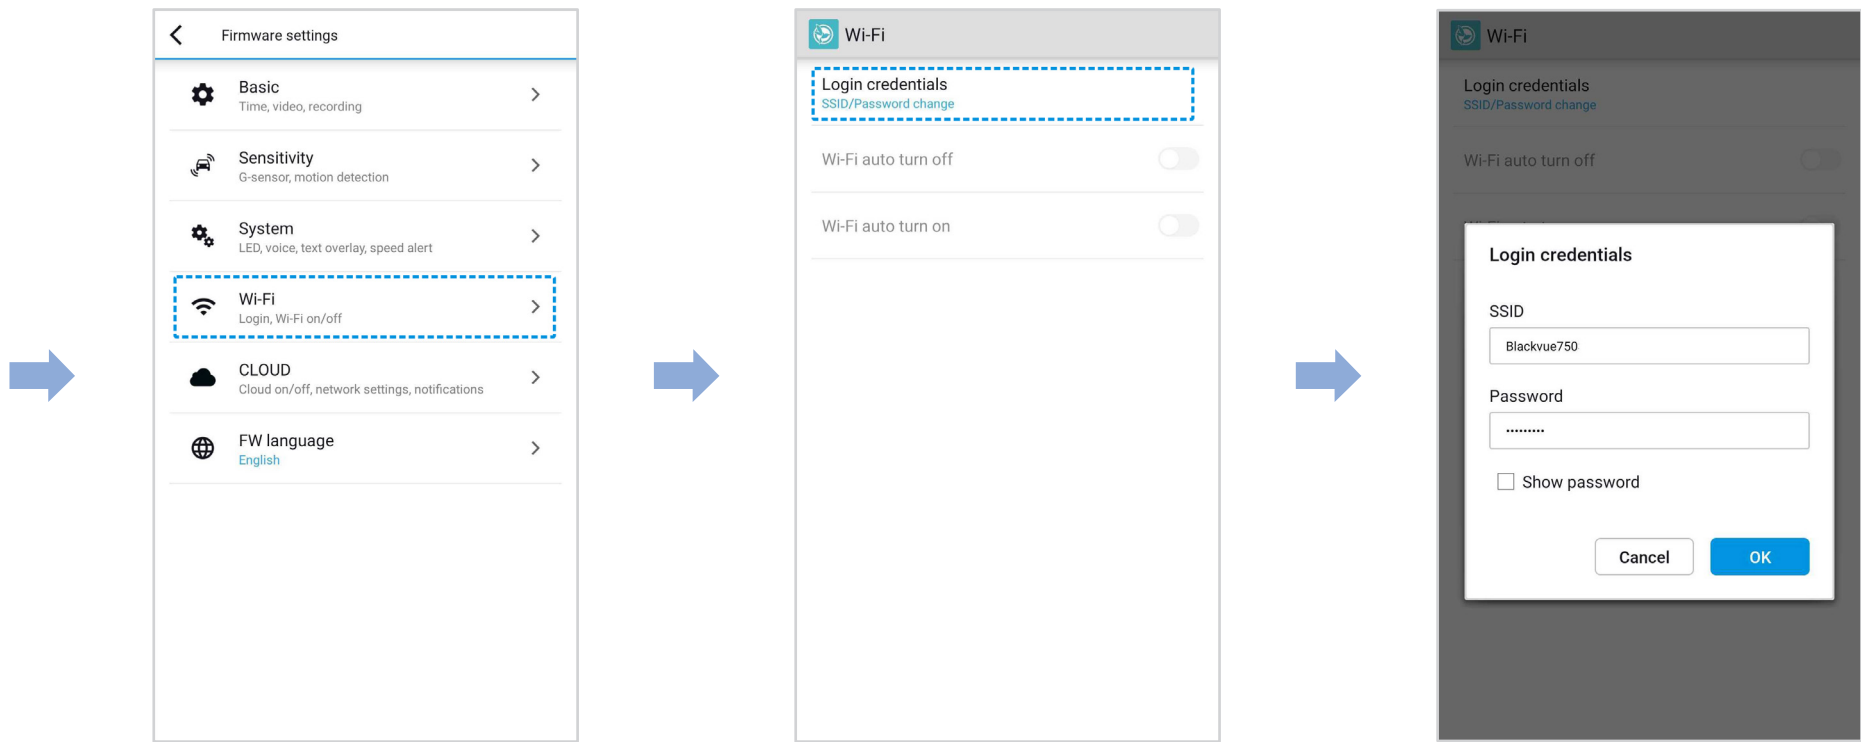 Firmware settings
Basic
Time, video, recording
Sensitivity
G-sensor, motion detection
System
LED, voice, text overlay, speed alert
Wi-Fi
Login, Wi-Fi on/off
CLOUD
Cloud on/off, network settings, notifications
FW language
English
Wi-Fi
Login credentials
SSID/Password change
Wi-Fi auto turn off
Wi-Fi auto turn on
Wi-Fi
Login credentials
SSID/Password change
Wi-Fi auto turn off
Login credentials
SSID
Blackvue750
Password
•••••••••
Show password
Cancel
OK